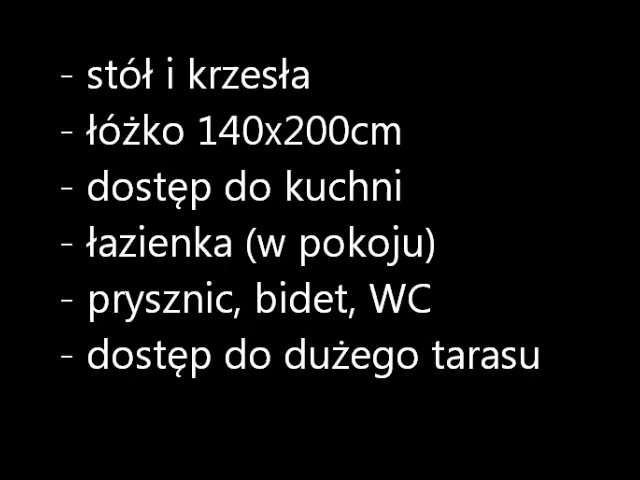 - stół i krzesła
- łóżko 140x200cm
- dostęp do kuchni
- łazienka (w pokoju)
- prysznic, bidet, WC
- dostęp do dużego tarasu